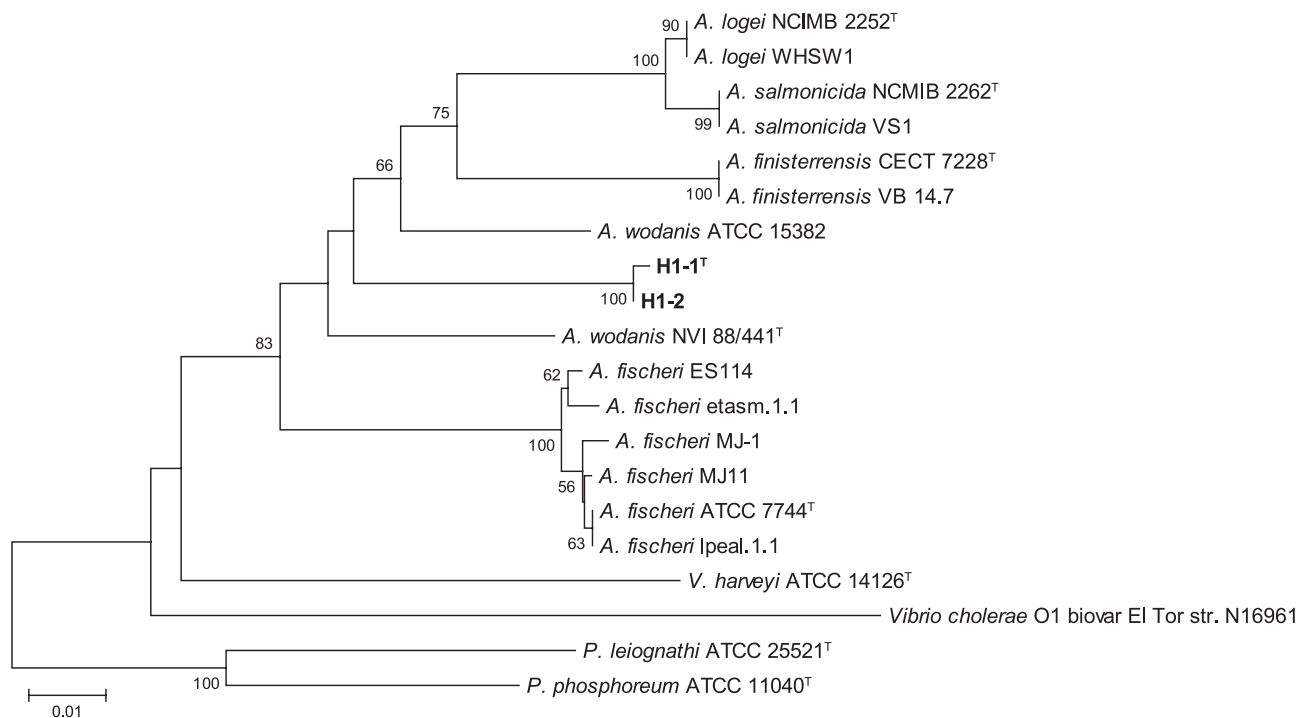 90
A. logei NCIMB 2252ᵀ
A. logei WHSW1
100
A. salmonicida NCMIB 2262ᵀ
75
99
A. salmonicida VS1
A. finisterrensis CECT 7228ᵀ
66
100
A. finisterrensis VB 14.7
A. wodanis ATCC 15382
H1-1ᵀ
100
H1-2
A. wodanis NVI 88/441ᵀ
83
62
A. fischeri ES114
A. fischeri etasm.1.1
100
A. fischeri MJ-1
A. fischeri MJ11
56
A. fischeri ATCC 7744ᵀ
63
A. fischeri lpeal.1.1
V. harveyi ATCC 14126ᵀ
Vibrio cholerae O1 biovar El Tor str. N16961
P. leiognathi ATCC 25521ᵀ
100
P. phosphoreum ATCC 11040ᵀ
0.01